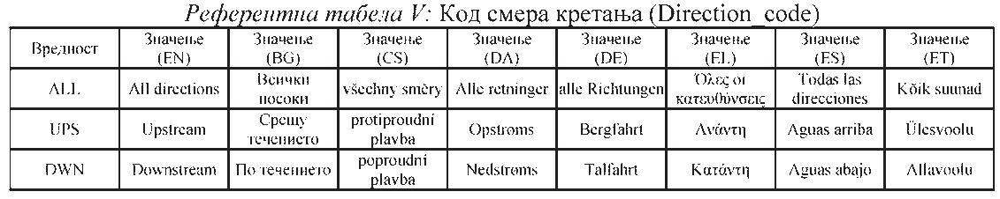 Референтна табела V: Код смера кретања (Direction_code)
Вредност Значење (EN) Значење (BG) Значење (CS) Значење (DA) Значење (DE) Значење (EL) Значење (ES) Значење (ET)
ALL All directions Всички посоки všechny směry Alle retninger alle Richtungen Όλες οι κατευθύνσεις Todas las direcciones Kõik suunad
UPS Upstream Срещу течението protiproudní plavba Opstrøms Bergfahrt Ανάντη Aguas arriba Ülesvoolu
DWN Downstream По течението poproudní plavba Nedstrøms Talfahrt Κατάντη Aguas abajo Allavoolu